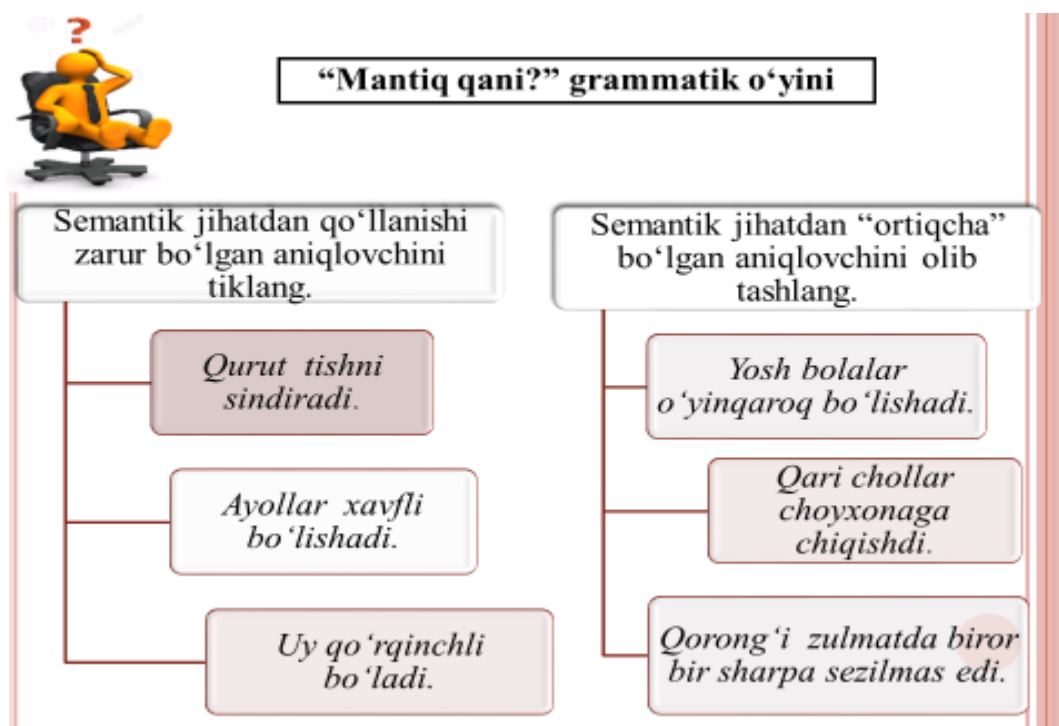 ?
“Mantiq qani?” grammatik o‘yini
Semantik jihatdan qo‘llanishi
zarur bo‘lgan aniqlovchini
tiklang.
Qurut tishni
sindiradi.
Ayollar xavfli
bo‘lishadi.
Uy qo‘rqinchli
bo‘ladi.
Semantik jihatdan “ortiqcha”
bo‘lgan aniqlovchini olib
tashlang.
Yosh bolalar
o‘yinqaroq bo‘lishadi.
Qari chollar
choyxonaga
chiqishdi.
Qorong‘i zulmatda biror
bir sharpa sezilmas edi.